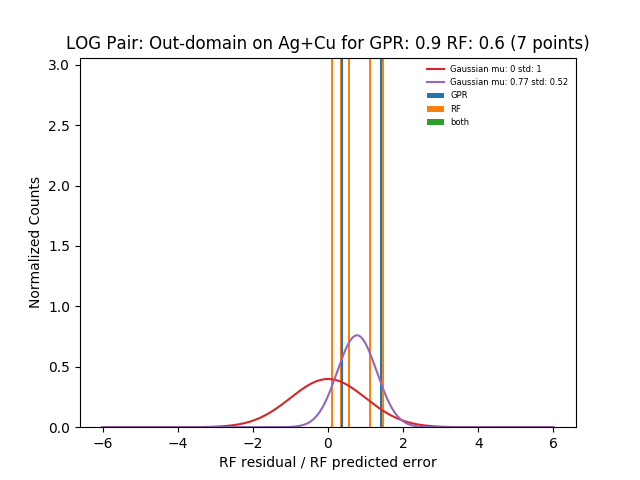 LOG Pair: Out-domain on Ag+Cu for GPR: 0.9 RF: 0.6 (7 points)
Gaussian mu: 0 std: 1
Gaussian mu: 0.77 std: 0.52
GPR
RF
both
Normalized Counts
3.0
2.5
2.0
1.5
1.0
0.5
0.0
−6 −4 −2 0 2 4 6
RF residual / RF predicted error